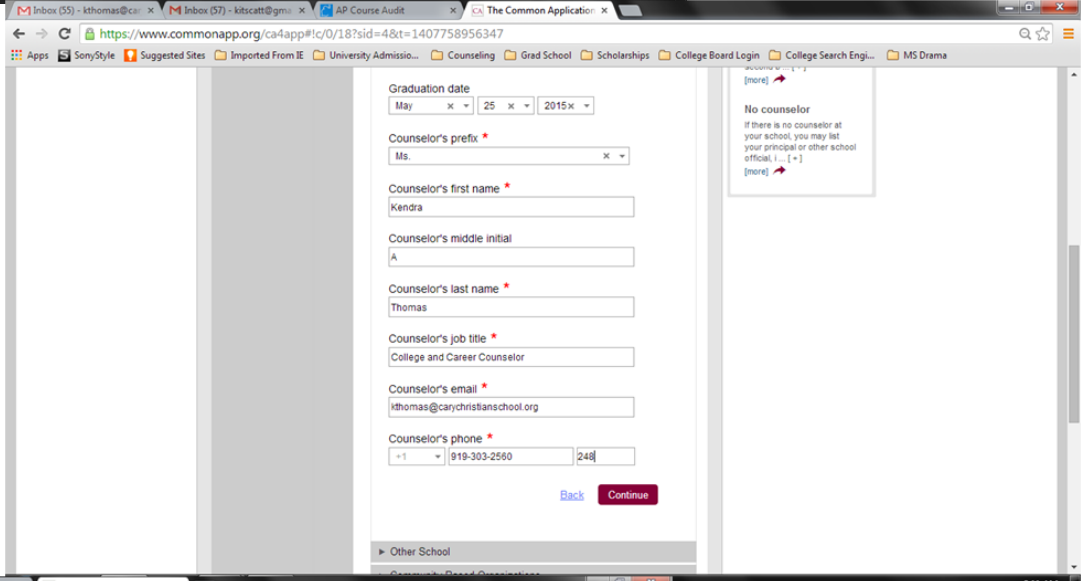 Inbox (55) - kthomas@car
Inbox (57) - kitscatt@gma
AP Course Audit
CA The Common Application
https://www.commonapp.org/ca4app#!c/0/18?sid=4&t=1407758956347
Apps SonyStyle Suggested Sites Imported From IE University Admissio... Counseling Grad School Scholarships College Board Login College Search Engi... MS Drama
Graduation date
May 25 2015
Counselor's prefix *
Ms.
Counselor's first name *
Kendra
Counselor's middle initial
A
Counselor's last name *
Thomas
Counselor's job title *
College and Career Counselor
Counselor's email *
kthomas@carychristianschool.org
Counselor's phone *
+1 919-303-2560 248
Back Continue
► Other School
[more]
No counselor
If there is no counselor at
your school, you may list
your principal or other school
official, i ... [ + ]
[more]